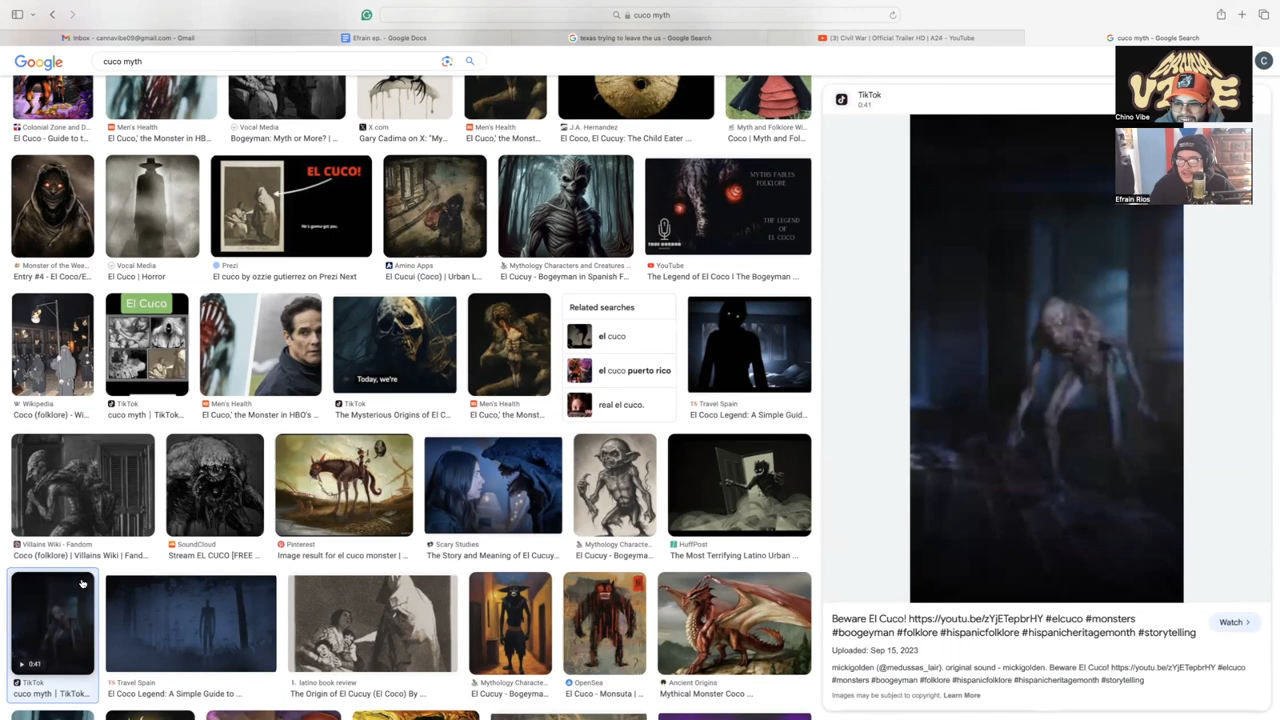 cuco myth
Inbox - cannavibe09@gmail.com - Gmail
Efrain ep. - Google Docs
texas trying to leave the us - Google Search
(3) Civil War | Official Trailer HD | A24 - YouTube
cuco myth - Google Search
Google
cuco myth
C
CANNA
VIBE
Chino Vibe
Efrain Rios
Colonial Zone and D...
El Cuco - Guide to t...
Men's Health
El Cuco,' the Monster in HB...
Vocal Media
Bogeyman: Myth or More? | ...
X.com
Gary Cadima on X: "My...
Men's Health
El Cuco,' the Monst...
J.A. Hernandez
El Coco, El Cucuy: The Child Eater ...
Myth and Folklore Wi...
Coco | Myth and Fol...
EL CUCO!
He's gonna get you.
MYTHS FABLES
FOLKLORE
THE LEGEND
OF
EL COCO
Monster of the Wee...
Entry #4 - El Coco/E...
Vocal Media
El Cuco | Horror
Prezi
El cuco by ozzie gutierrez on Prezi Next
Amino Apps
El Cucui (Coco) | Urban L...
Mythology Characters and Creatures ...
El Cucuy - Bogeyman in Spanish F...
YouTube
The Legend of El Coco I The Bogeyman ...
El Cuco
Today, we're
Related searches
el cuco
el cuco puerto rico
real el cuco.
Wikipedia
Coco (folklore) - Wi...
TikTok
cuco myth | TikTok...
Men's Health
El Cuco,' the Monster in HBO's ...
TikTok
The Mysterious Origins of El C...
Men's Health
El Cuco,' the Monst...
Travel Spain
El Coco Legend: A Simple Guid...
Villains Wiki - Fandom
Coco (folklore) | Villains Wiki | Fand...
SoundCloud
Stream EL CUCO [FREE ...
Pinterest
Image result for el cuco monster | ...
Scary Studies
The Story and Meaning of El Cucuy...
Mythology Characte...
El Cucuy - Bogeyma...
HuffPost
The Most Terrifying Latino Urban ...
0:41
TikTok
cuco myth | TikTok...
Travel Spain
El Coco Legend: A Simple Guide to ...
latino book review
The Origin of El Cucuy (El Coco) By ...
Mythology Characte...
El Cucuy - Bogeyma...
OpenSea
El Cuco - Monsuta | ...
Ancient Origins
Mythical Monster Coco ...
TikTok
0:41
Beware El Cuco! https://youtu.be/zYjETepbrHY #elcuco #monsters
#boogeyman #folklore #hispanicfolklore #hispanicheritagemonth #storytelling
Watch
Uploaded: Sep 15, 2023
mickigolden (@medussas_lair). original sound - mickigolden. Beware El Cuco! https://youtu.be/zYjETepbrHY #elcuco
#monsters #boogeyman #folklore #hispanicfolklore #hispanicheritagemonth #storytelling
Images may be subject to copyright. Learn More